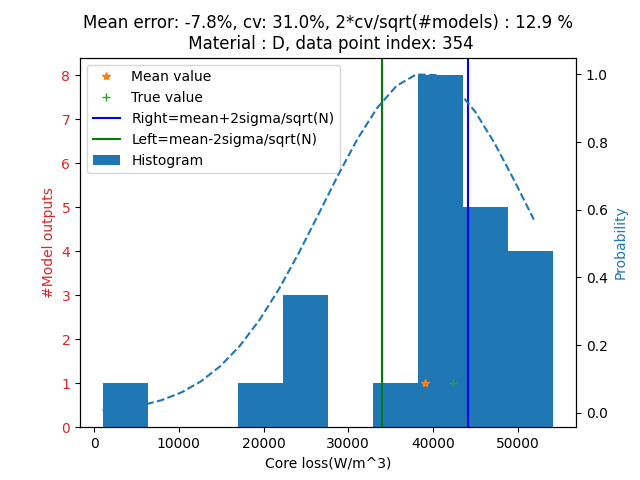 Mean error: -7.8%, cv: 31.0%, 2*cv/sqrt(#models) : 12.9 %
Material : D, data point index: 354
Mean value
True value
Right=mean+2sigma/sqrt(N)
Left=mean-2sigma/sqrt(N)
Histogram
8
7
6
5
4
3
2
1
0
#Model outputs
1.0
0.8
0.6
0.4
0.2
0.0
Probability
0 10000 20000 30000 40000 50000
Core loss(W/m^3)